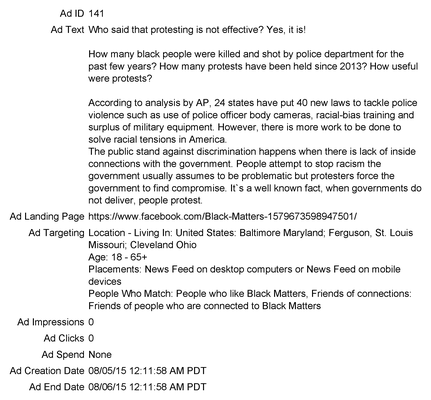 Ad ID 141
Ad Text Who said that protesting is not effective? Yes, it is!
How many black people were killed and shot by police department for the
past few years? How many protests have been held since 2013? How useful
were protests?
According to analysis by AP, 24 states have put 40 new laws to tackle police
violence such as use of police officer body cameras, racial-bias training and
surplus of military equipment. However, there is more work to be done to
solve racial tensions in America.
The public stand against discrimination happens when there is lack of inside
connections with the government. People attempt to stop racism the
government usually assumes to be problematic but protesters force the
government to find compromise. It`s a well known fact, when governments do
not deliver, people protest.
Ad Landing Page https://www.facebook.com/Black-Matters-1579673598947501/
Ad Targeting Location - Living In: United States: Baltimore Maryland; Ferguson, St. Louis
Missouri; Cleveland Ohio
Age: 18 - 65+
Placements: News Feed on desktop computers or News Feed on mobile
devices
People Who Match: People who like Black Matters, Friends of connections:
Friends of people who are connected to Black Matters
Ad Impressions 0
Ad Clicks 0
Ad Spend None
Ad Creation Date 08/05/15 12:11:58 AM PDT
Ad End Date 08/06/15 12:11:58 AM PDT